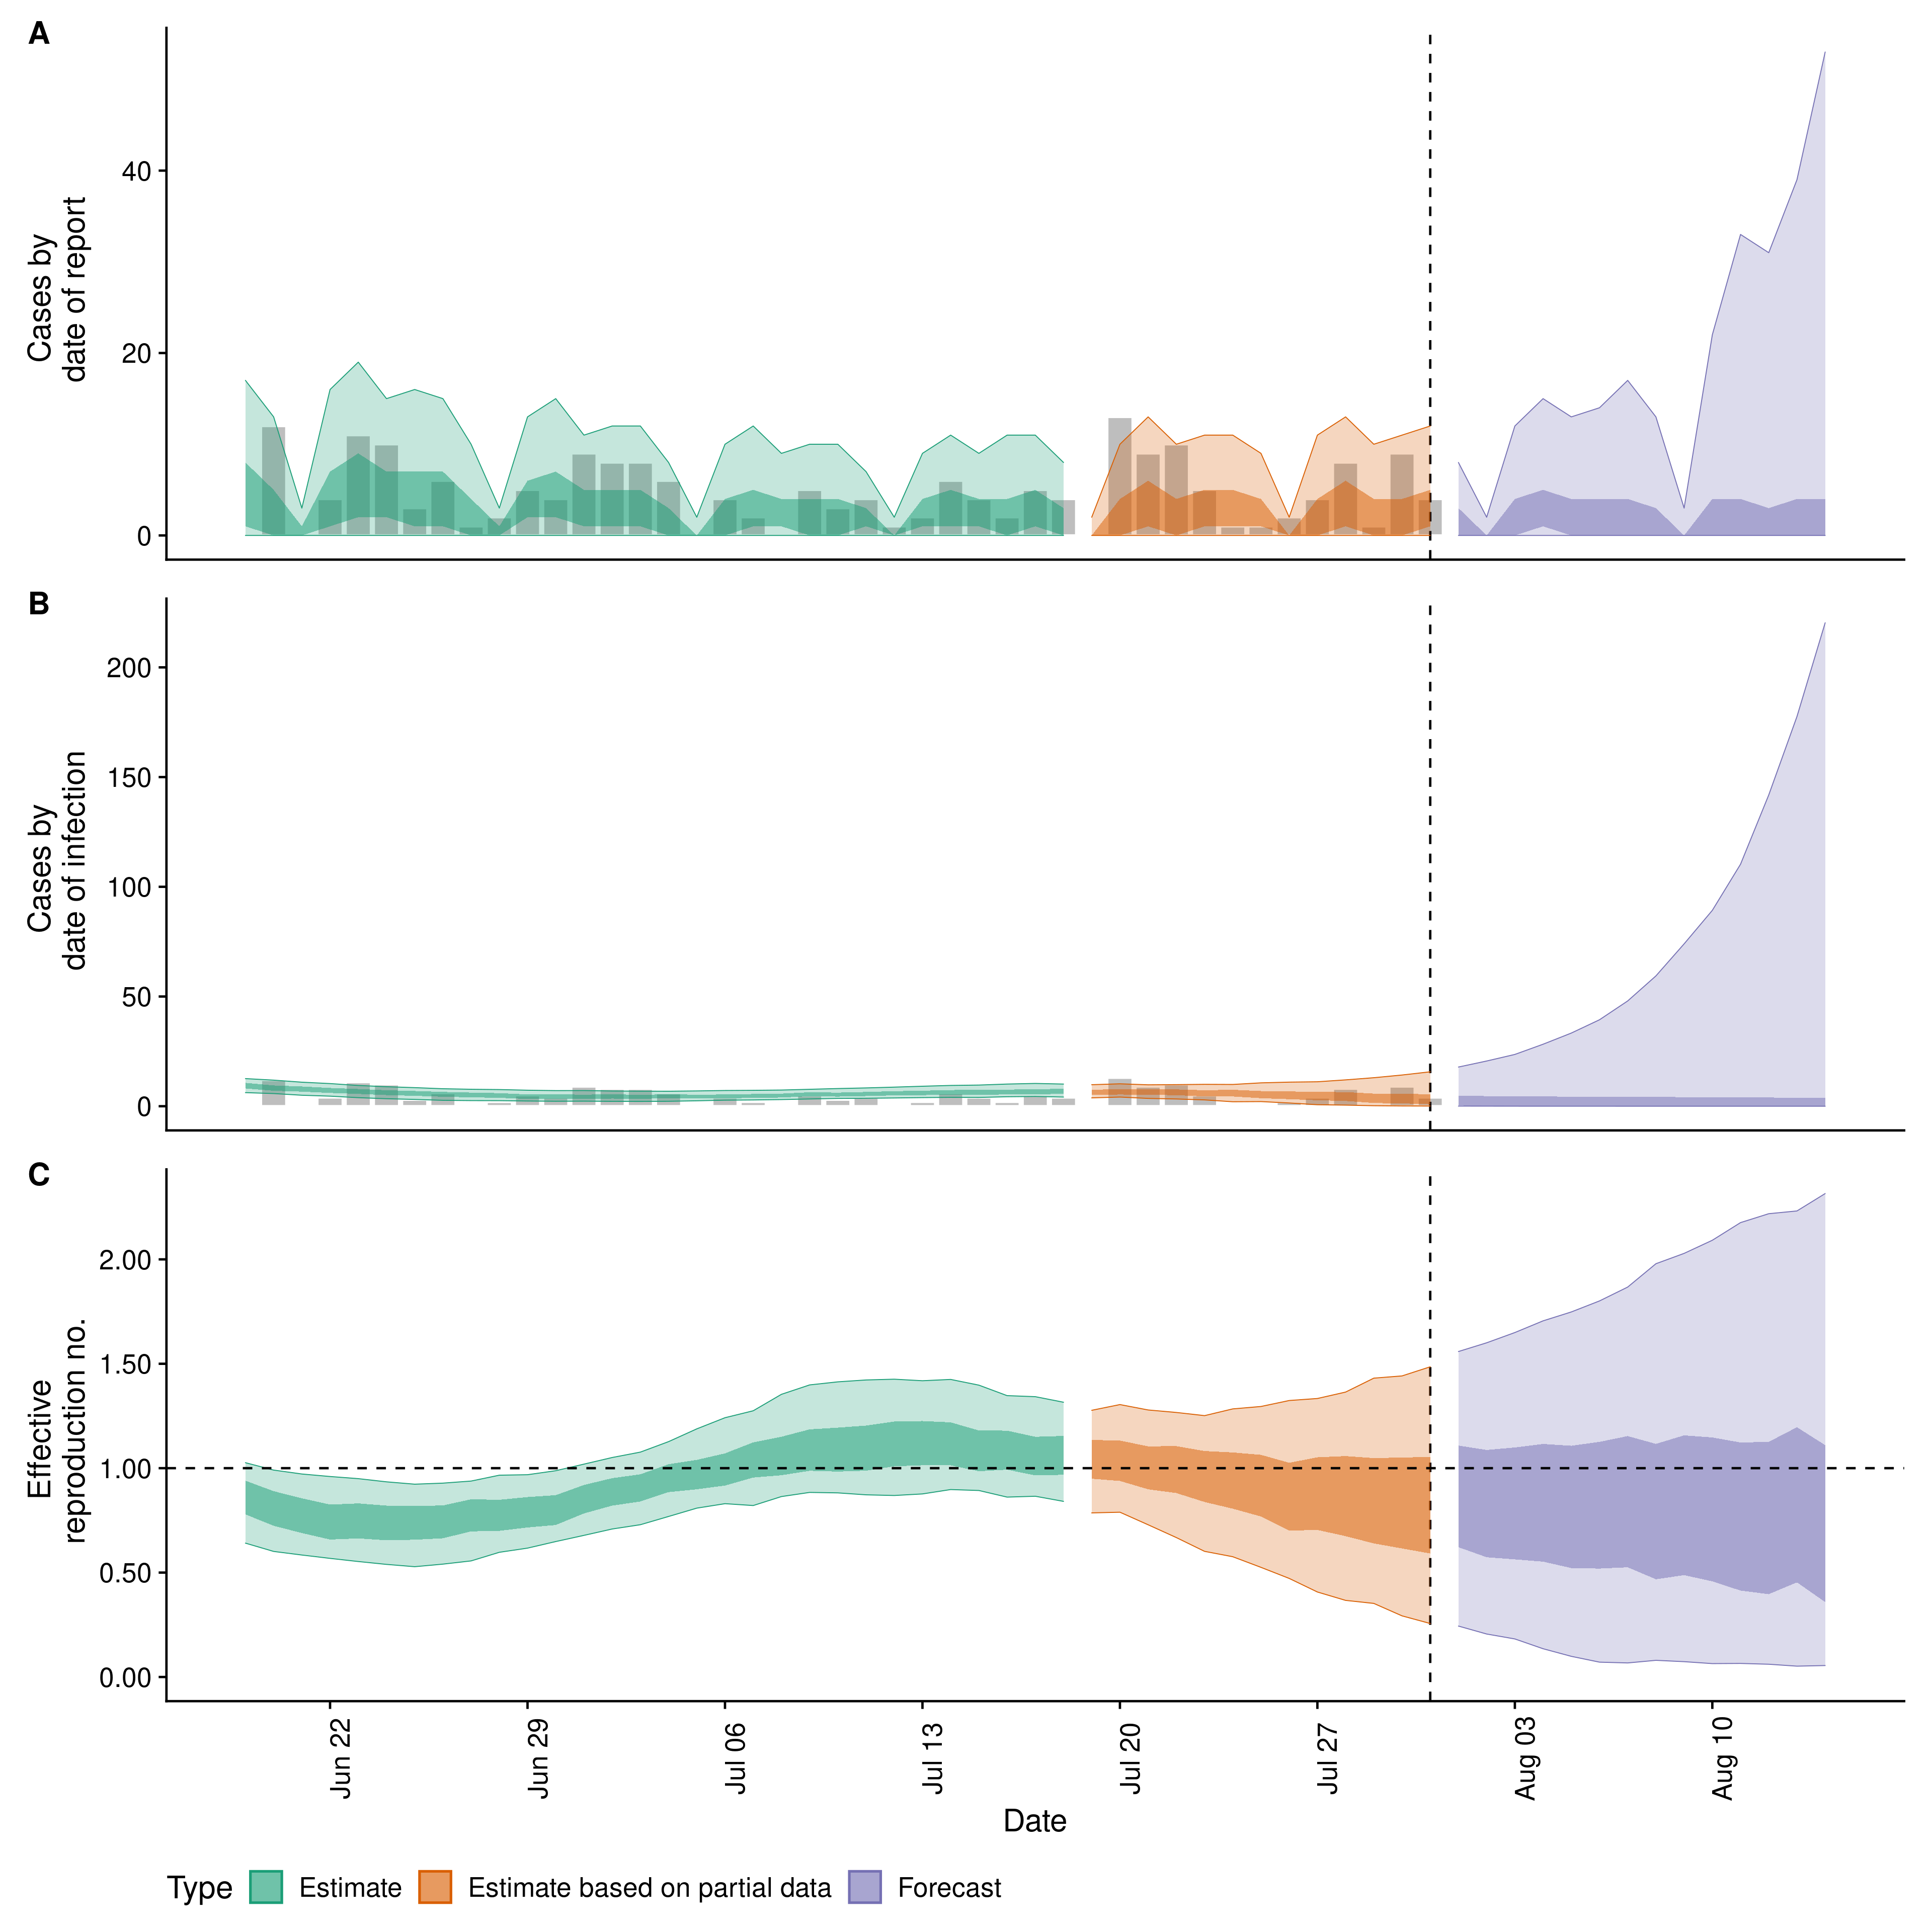 A
Cases by
date of report
40
20
0
B
Cases by
date of infection
200
150
100
50
0
C
Effective
reproduction no.
2.00
1.50
1.00
0.50
0.00
Jun 22
Jun 29
Jul 06
Jul 13
Jul 20
Jul 27
Aug 03
Aug 10
Date
Type Estimate Estimate based on partial data Forecast